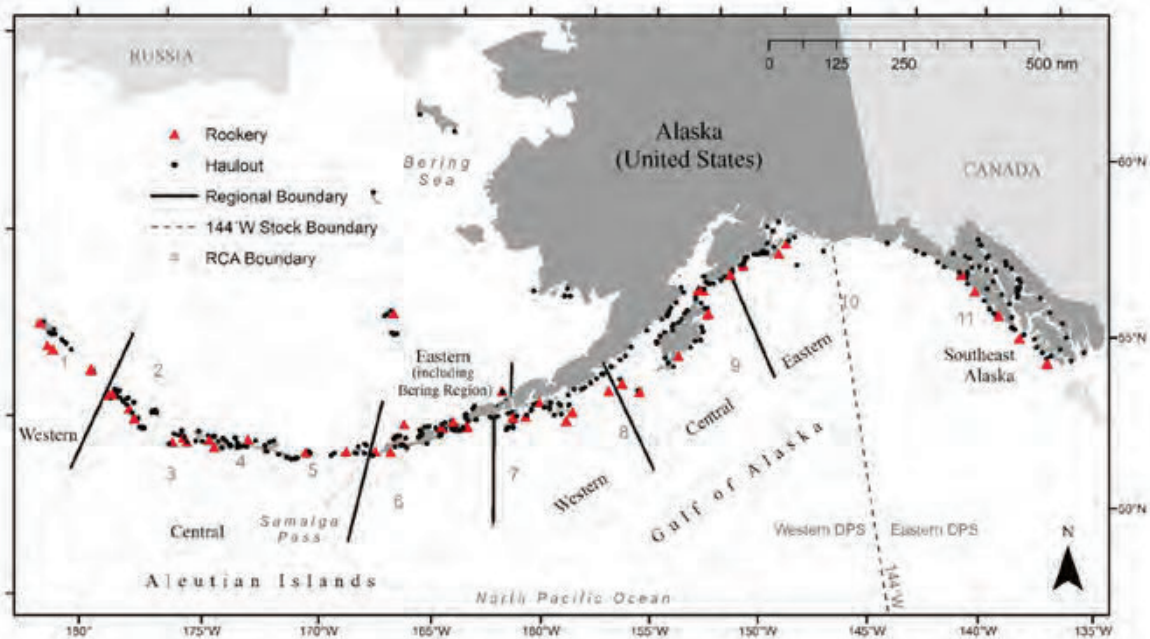 RUSSIA
0 125 250 500 nm
Alaska
(United States)
CANADA
Rookery
Haulout
Regional Boundary
144°W Stock Boundary
RCA Boundary
Bering
Sea
60°N
55°N
50°N
1
2
3
4
5
6
7
8
9
10
11
Western
Central
Samalga
Pass
Aleutian Islands
Eastern
(including
Bering Region)
Western
Central
Eastern
Gulf of Alaska
Southeast
Alaska
Western DPS
Eastern DPS
144°W
N
North Pacific Ocean
180° 175°W 170°W 165°W 160°W 155°W 150°W 145°W 140°W 135°W